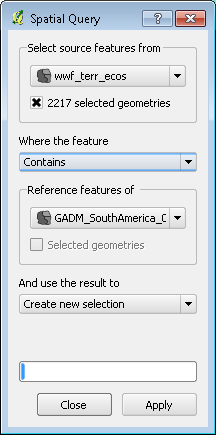 Spatial Query
Select source features from
wwf_terr_ecos
2217 selected geometries
Where the feature
Contains
Reference features of
GADM_SouthAmerica_
Selected geometries
And use the result to
Create new selection
Close Apply